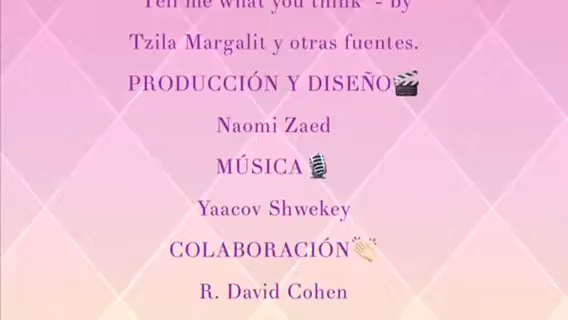 Tell me what you think" - by
Tzila Margalit y otras fuentes.
PRODUCCIÓN Y DISEÑO🎬
Naomi Zaed
MÚSICA🎙️
Yaacov Shwekey
COLABORACIÓN👏🏻
R. David Cohen